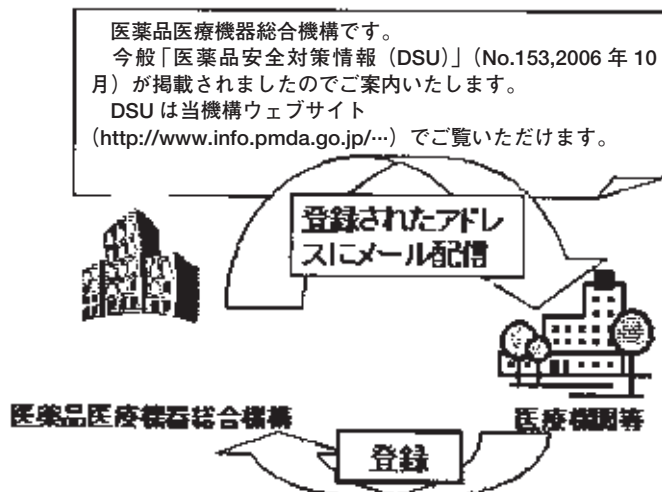 医薬品医療機器総合機構です。
今般「医薬品安全対策情報（DSU）」（No.153,2006 年 10
月）が掲載されましたのでご案内いたします。
DSU は当機構ウェブサイト
（http://www.info.pmda.go.jp/…）でご覧いただけます。
登録されたアドレ
スにメール配信
医薬品医療機器総合機構
医療機関等
登録